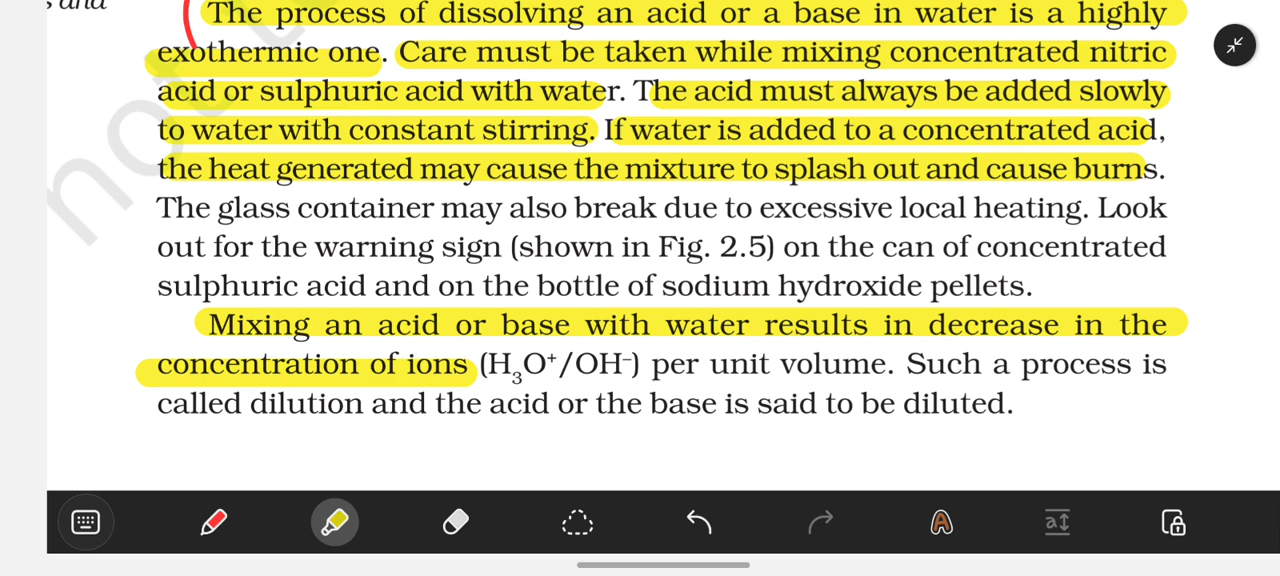 s and
The process of dissolving an acid or a base in water is a highly
exothermic one. Care must be taken while mixing concentrated nitric
acid or sulphuric acid with water. The acid must always be added slowly
to water with constant stirring. If water is added to a concentrated acid,
the heat generated may cause the mixture to splash out and cause burns.
The glass container may also break due to excessive local heating. Look
out for the warning sign (shown in Fig. 2.5) on the can of concentrated
sulphuric acid and on the bottle of sodium hydroxide pellets.
Mixing an acid or base with water results in decrease in the
concentration of ions (H₃O⁺/OH⁻) per unit volume. Such a process is
called dilution and the acid or the base is said to be diluted.
not t
A
a